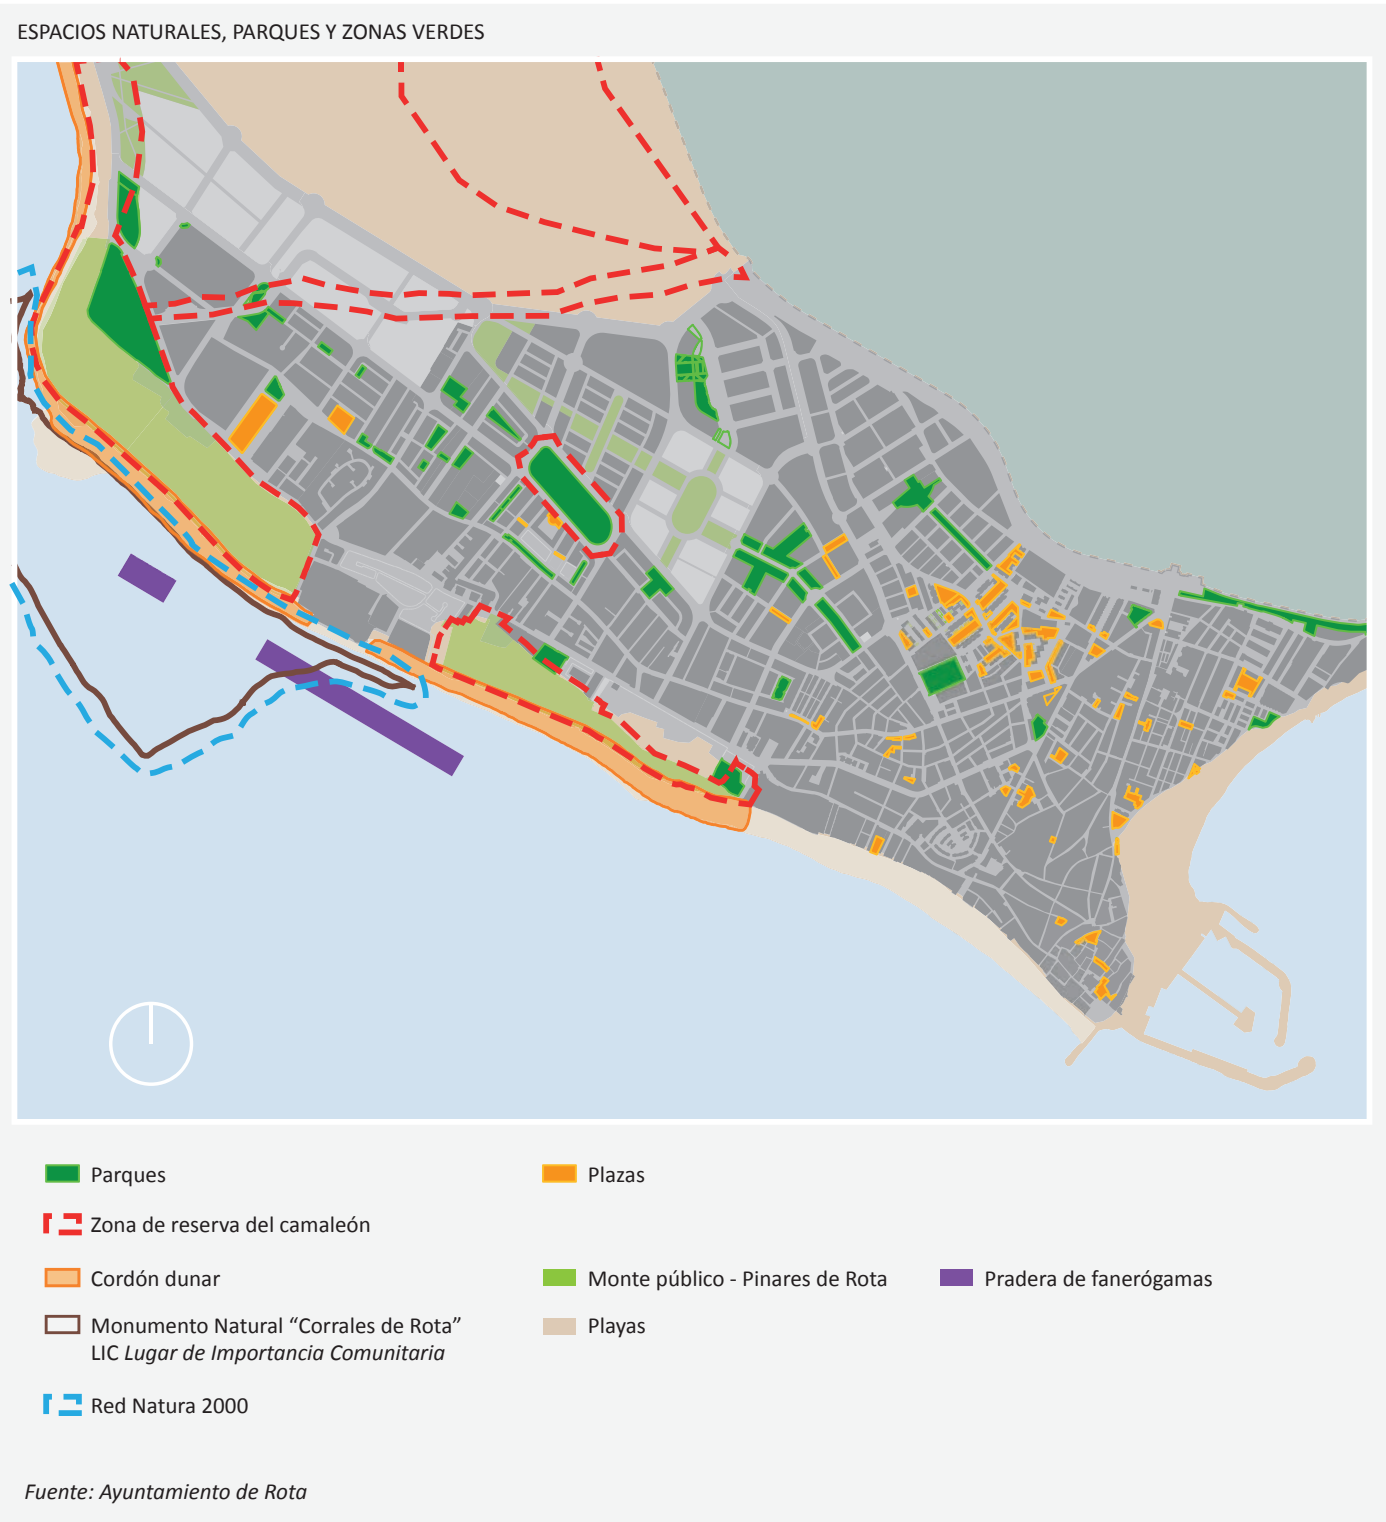 ESPACIOS NATURALES, PARQUES Y ZONAS VERDES
Parques
Plazas
Zona de reserva del camaleón
Cordón dunar
Monte público - Pinares de Rota
Pradera de fanerógamas
Monumento Natural “Corrales de Rota”
LIC Lugar de Importancia Comunitaria
Playas
Red Natura 2000
Fuente: Ayuntamiento de Rota